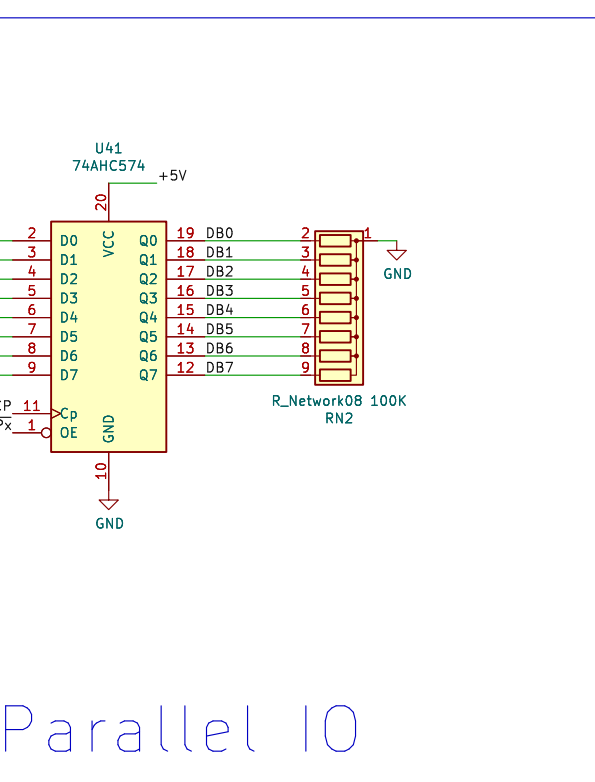 U41
74AHC574
+5V
20
VCC
2 D0 Q0 19 DB0 2 1
3 D1 Q1 18 DB1 3
4 D2 Q2 17 DB2 4
5 D3 Q3 16 DB3 5
6 D4 Q4 15 DB4 6
7 D5 Q5 14 DB5 7
8 D6 Q6 13 DB6 8
9 D7 Q7 12 DB7 9
GND
R_Network08 100K
RN2
CP 11 Cp
Px 1 OE
GND
10
GND
Parallel IO